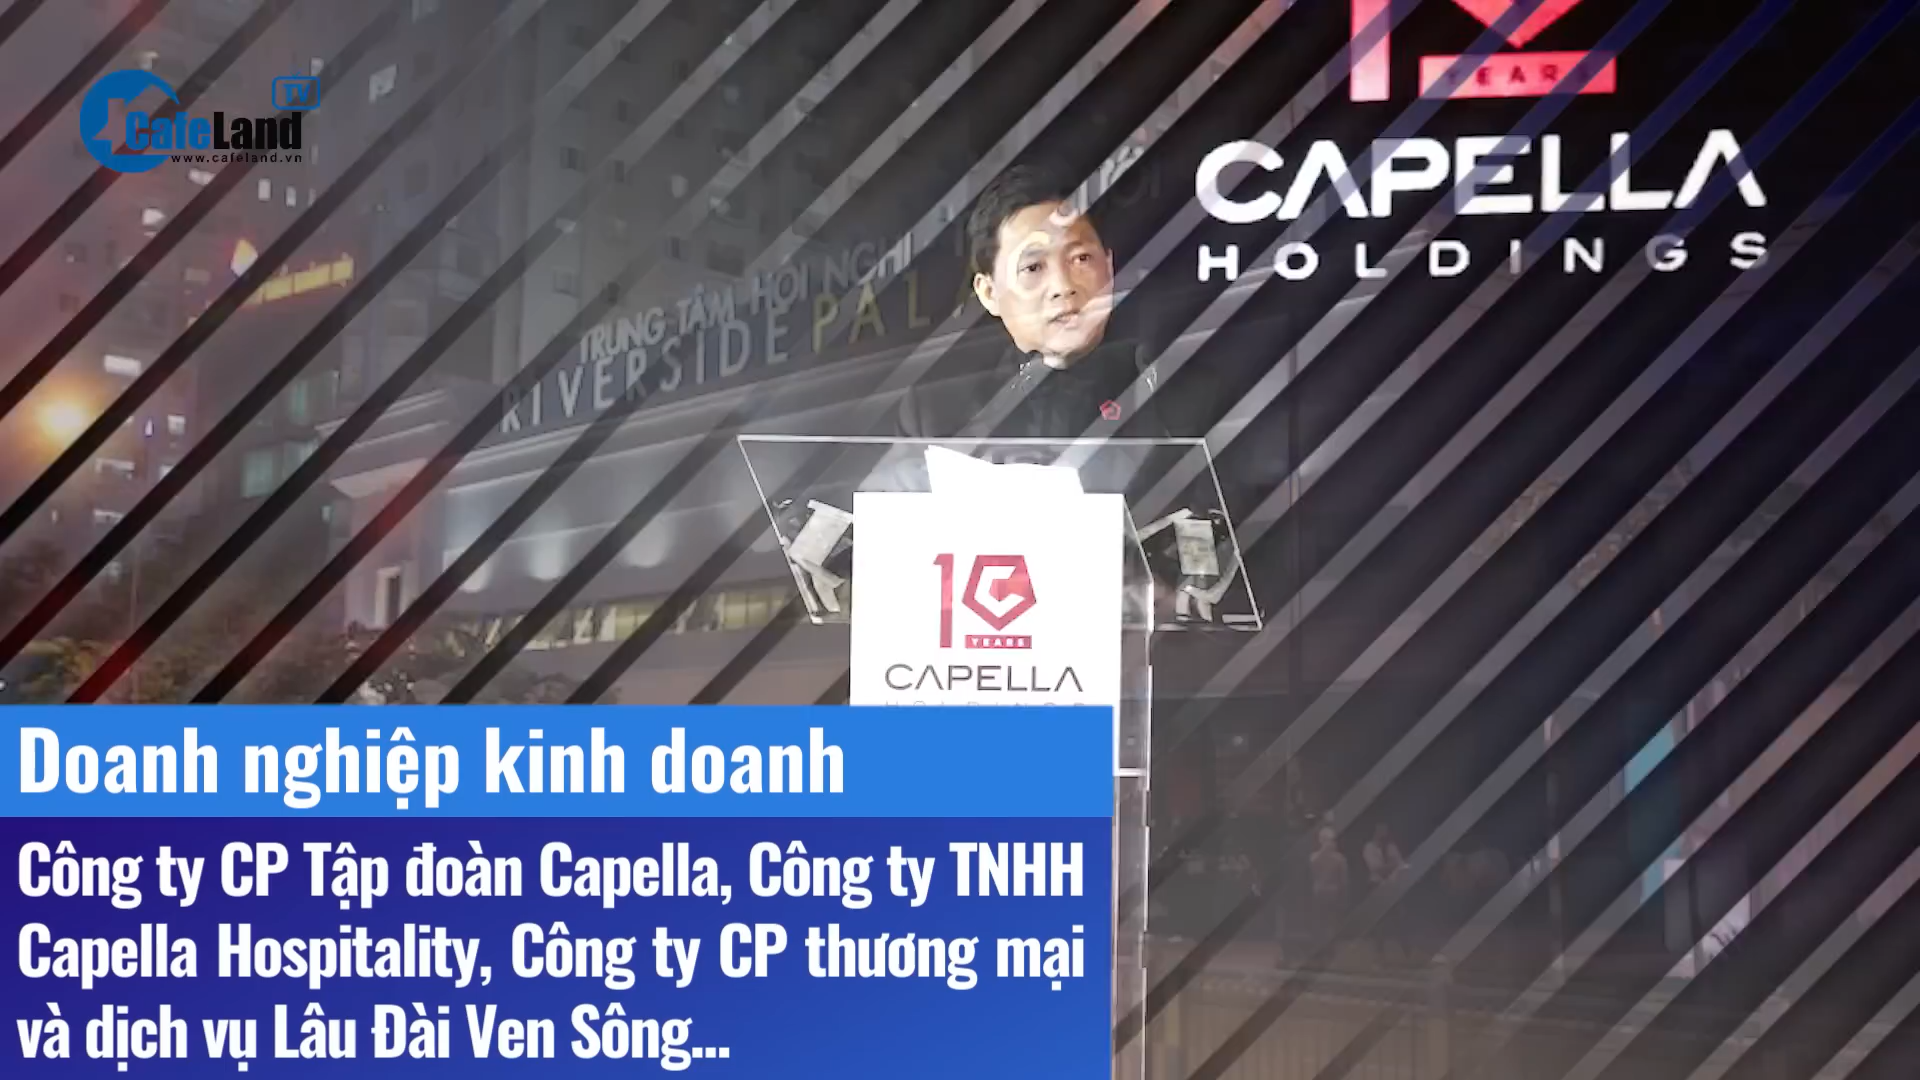 TV
CafeLand
www.cafeland.vn
YEARS
CAPELLA
HOLDINGS
TRUNG TÂM HỘI NGHỊ
RIVERSIDE
10
YEARS
CAPELLA
HOLDINGS
Doanh nghiệp kinh doanh
Công ty CP Tập đoàn Capella, Công ty TNHH
Capella Hospitality, Công ty CP thương mại
và dịch vụ Lâu Đài Ven Sông...